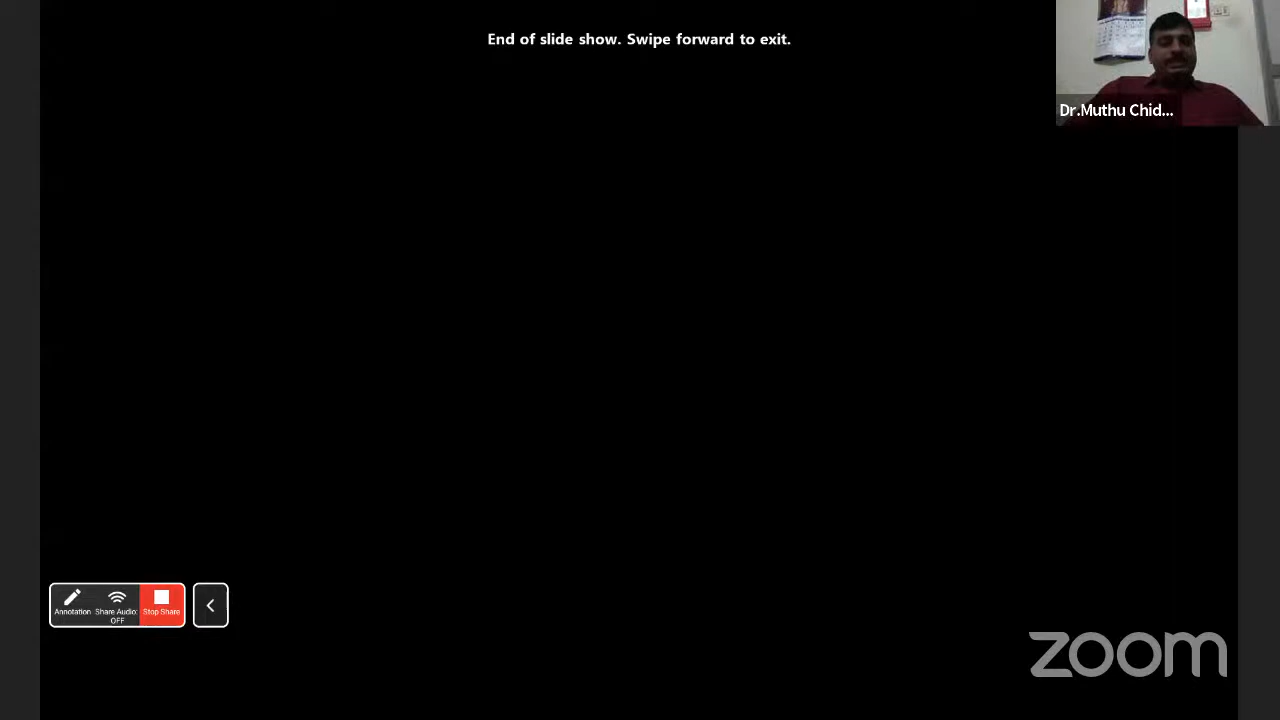 End of slide show. Swipe forward to exit.
Dr.Muthu Chid...
Annotation
Share Audio:
OFF
Stop Share
zoom